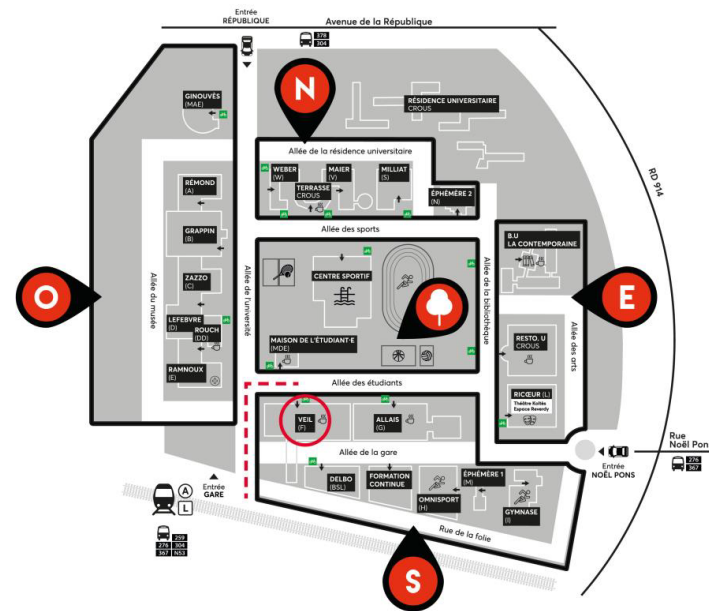 Entrée
RÉPUBLIQUE
378
304
Avenue de la République
N
GINOUVÈS
(MAE)
RÉSIDENCE UNIVERSITAIRE
CROUS
Allée de la résidence universitaire
WEBER
(W)
MAIER
(V)
MILLIAT
(S)
TERRASSE
CROUS
ÉPHÉMÈRE 2
(N)
RÉMOND
(A)
RD 914
Allée des sports
GRAPPIN
(B)
B.U
LA CONTEMPORAINE
ZAZZO
(C)
CENTRE SPORTIF
O
E
Allée du musée
Allée de l'université
Allée de la bibliothèque
Allée des arts
LEFEBVRE
(D)
ROUCH
(DD)
MAISON DE L'ÉTUDIANT·E
(MDE)
RESTO. U
CROUS
RAMNOUX
(E)
Allée des étudiants
RICŒUR (L)
Théâtre Koltès
Espace Reverdy
VEIL
(F)
ALLAIS
(G)
Rue
Noël Pon
Allée de la gare
Entrée
NOËL PONS
276
367
DELBO
(BSL)
FORMATION
CONTINUE
OMNISPORT
(H)
ÉPHÉMÈRE 1
(M)
GYMNASE
(I)
Entrée
GARE
A
L
Rue de la folie
259
276 304
367 N53
S